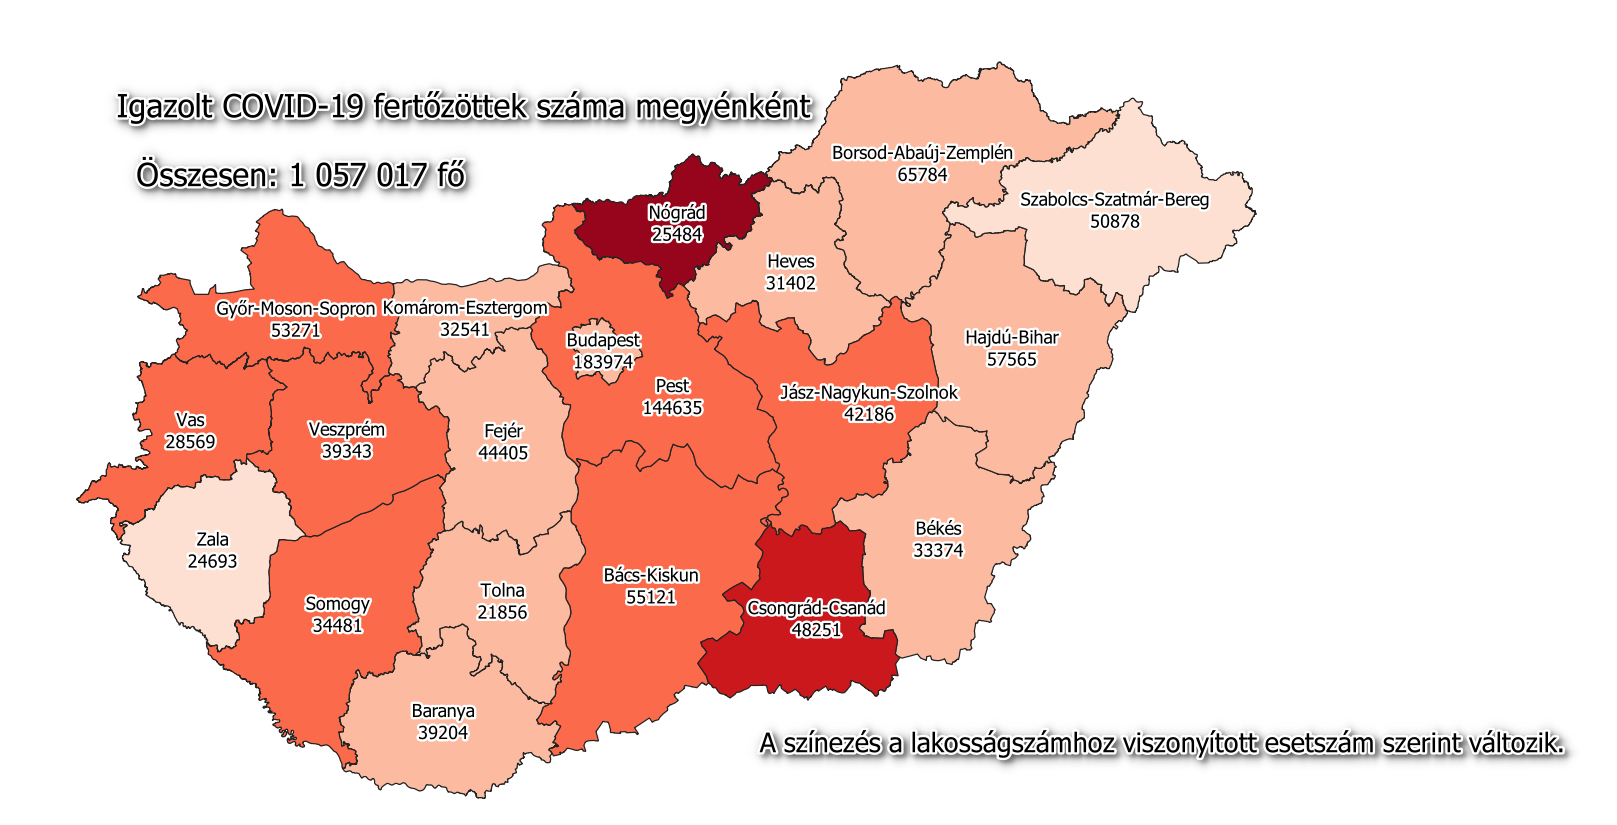 Igazolt COVID-19 fertőzöttek száma megyénként
Összesen: 1 057 017 fő
Borsod-Abaúj-Zemplén
65784
Szabolcs-Szatmár-Bereg
50878
Nógrád
25484
Heves
31402
Győr-Moson-Sopron
53271
Komárom-Esztergom
32541
Budapest
183974
Hajdú-Bihar
57565
Pest
144635
Jász-Nagykun-Szolnok
42186
Vas
28569
Veszprém
39343
Fejér
44405
Zala
24693
Békés
33374
Bács-Kiskun
55121
Tolna
21856
Somogy
34481
Csongrád-Csanád
48251
Baranya
39204
A színezés a lakosságszámhoz viszonyított esetszám szerint változik.